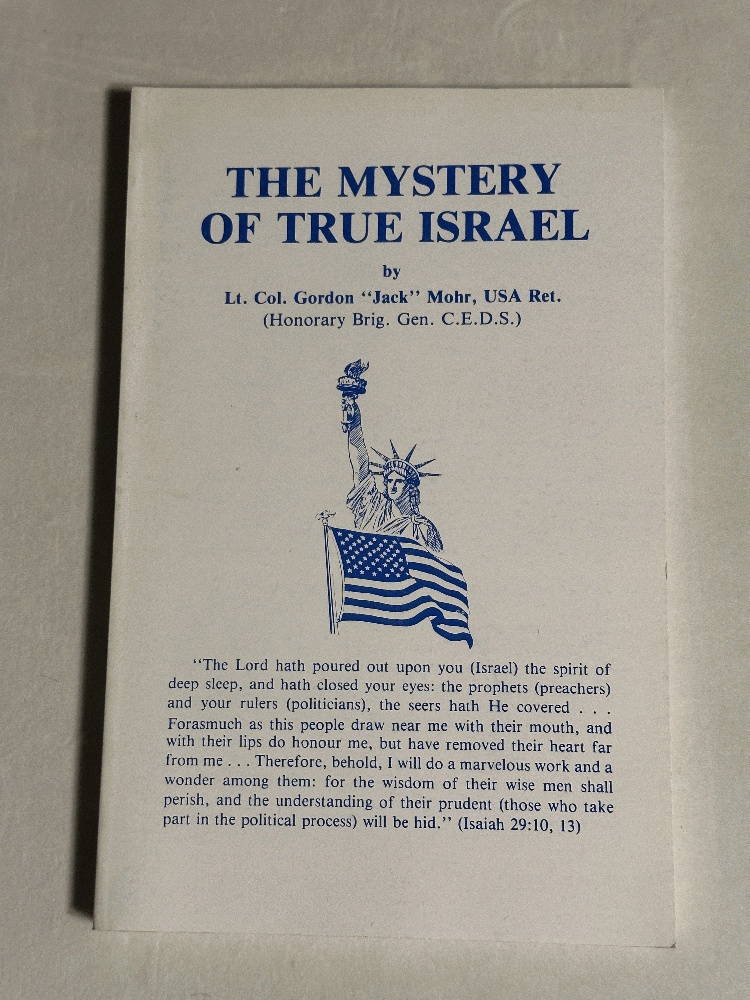 THE MYSTERY
OF TRUE ISRAEL
by
Lt. Col. Gordon “Jack” Mohr, USA Ret.
(Honorary Brig. Gen. C.E.D.S.)
“The Lord hath poured out upon you (Israel) the spirit of
deep sleep, and hath closed your eyes: the prophets (preachers)
and your rulers (politicians), the seers hath He covered . . .
Forasmuch as this people draw near me with their mouth, and
with their lips do honour me, but have removed their heart far
from me . . . Therefore, behold, I will do a marvelous work and a
wonder among them: for the wisdom of their wise men shall
perish, and the understanding of their prudent (those who take
part in the political process) will be hid.” (Isaiah 29:10, 13)